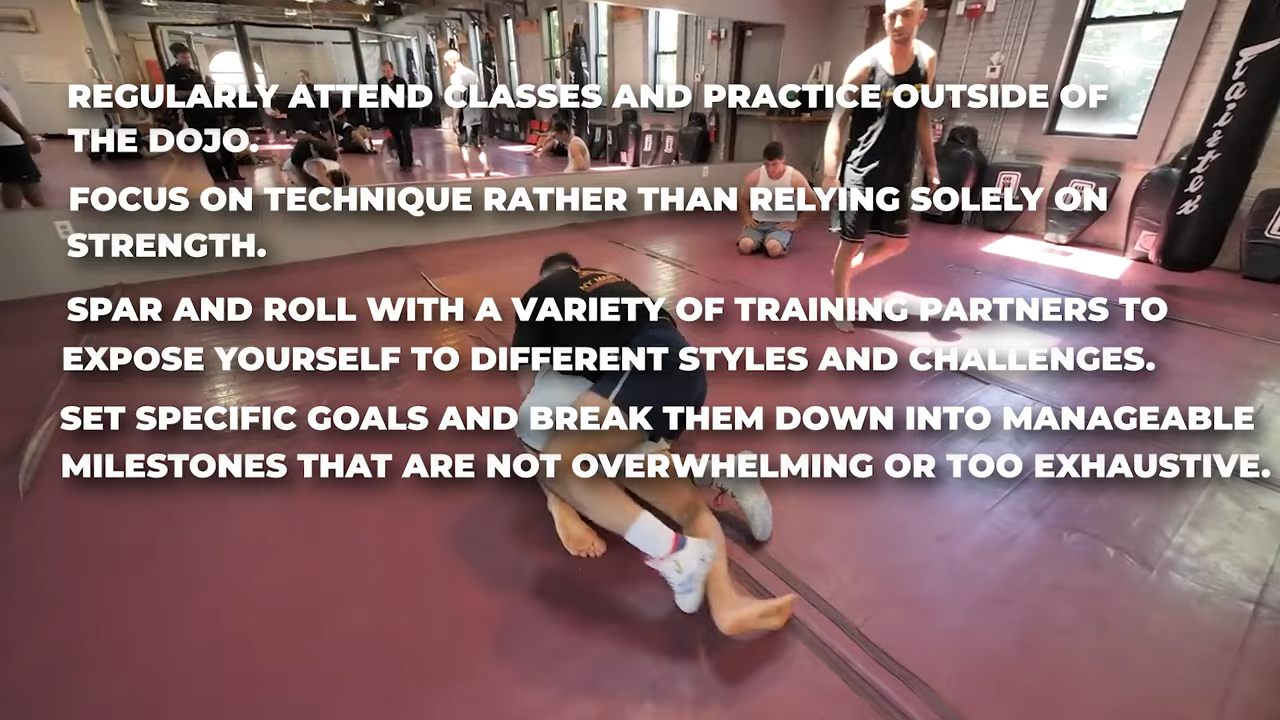 REGULARLY ATTEND CLASSES AND PRACTICE OUTSIDE OF
THE DOJO.
FOCUS ON TECHNIQUE RATHER THAN RELYING SOLELY ON
STRENGTH.
SPAR AND ROLL WITH A VARIETY OF TRAINING PARTNERS TO
EXPOSE YOURSELF TO DIFFERENT STYLES AND CHALLENGES.
SET SPECIFIC GOALS AND BREAK THEM DOWN INTO MANAGEABLE
MILESTONES THAT ARE NOT OVERWHELMING OR TOO EXHAUSTIVE.